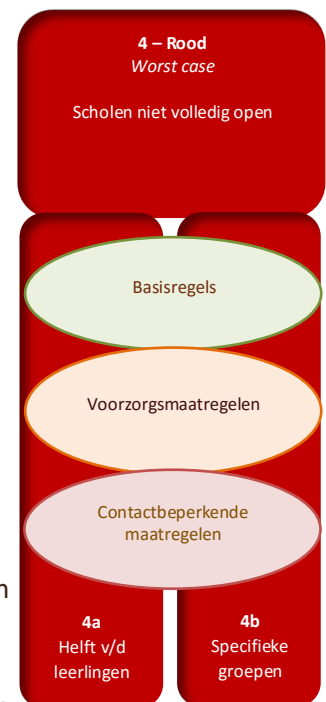 4 – Rood
Worst case
Scholen niet volledig open
Basisregels
Voorzorgsmaatregelen
Contactbeperkende
maatregelen
4a
Helft v/d
leerlingen
4b
Specifieke
groepen